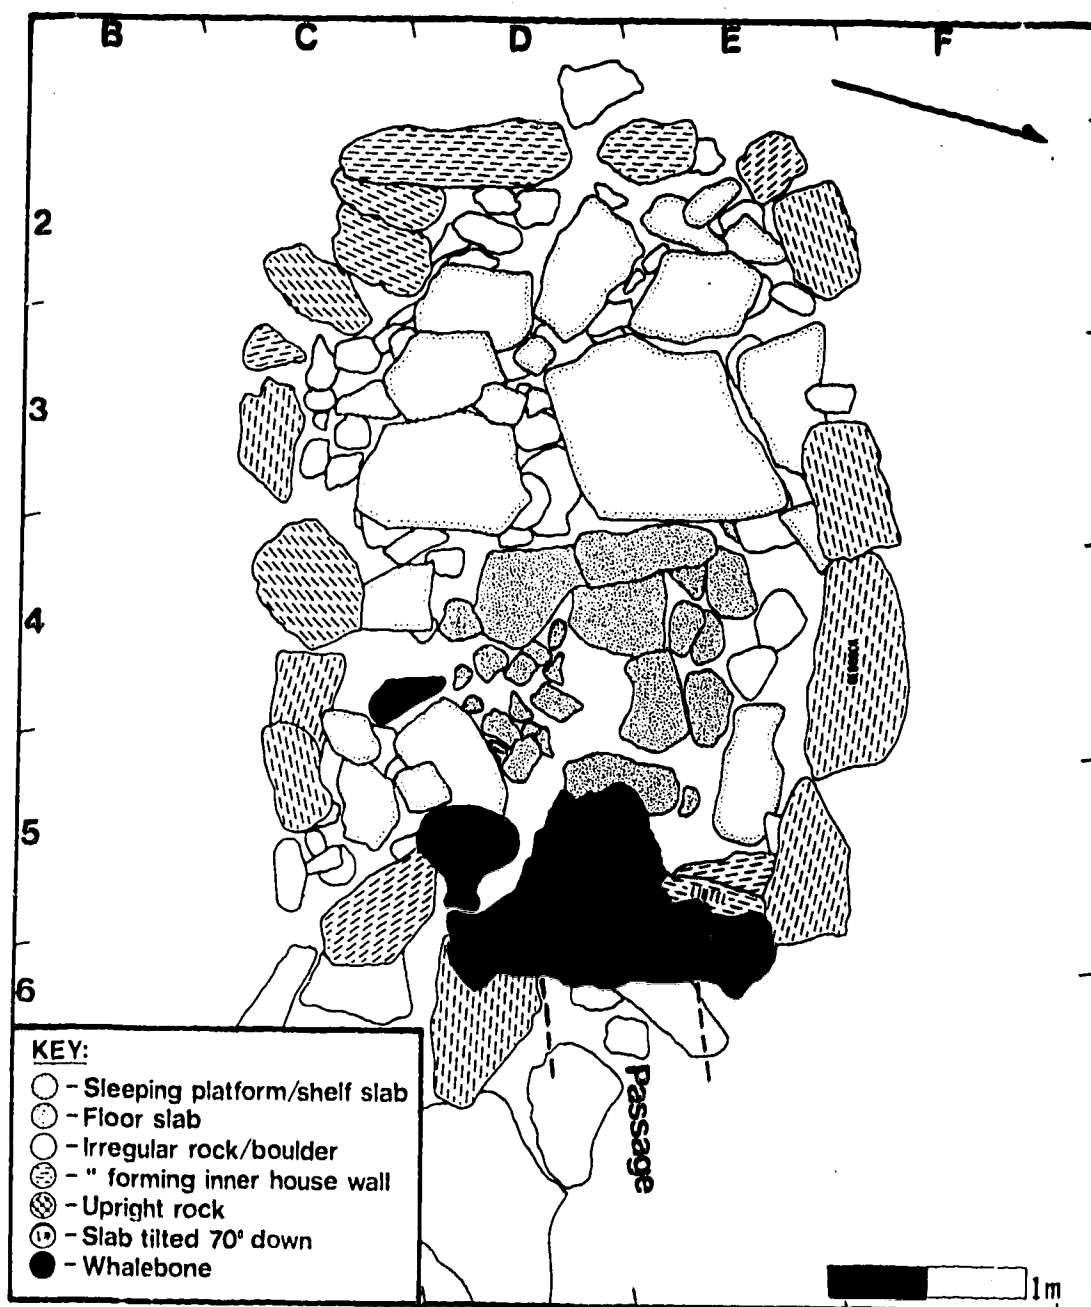 B C D E F
2
3
4
5
6
Passage
KEY:
- Sleeping platform/shelf slab
- Floor slab
- Irregular rock/boulder
- " forming inner house wall
- Upright rock
- Slab tilted 70° down
- Whalebone
1m